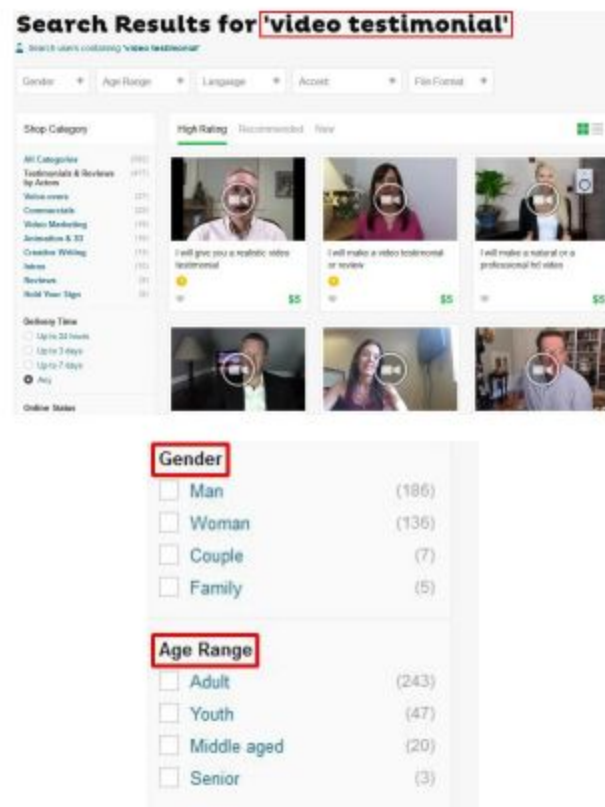 Search Results for 'video testimonial'
Search users containing 'video testimonial'
Gender
Age Range
Language
Accent
Film Format
Shop Category
High Rating
Recommended
New
All Categories
Testimonials & Reviews
by Actors
Voice-overs
Commercials
Video Marketing
Animation & 3D
Creative Writing
Intros
Reviews
Hold Your Sign
Delivery Time
Up to 24 hours
Up to 3 days
Up to 7 days
Any
Online Status
I will give you a realistic video
testimonial
$5
I will make a video testimonial
or review
$5
I will make a natural or a
professional hd video
$5
Gender
Man (186)
Woman (136)
Couple (7)
Family (5)
Age Range
Adult (243)
Youth (47)
Middle aged (20)
Senior (3)